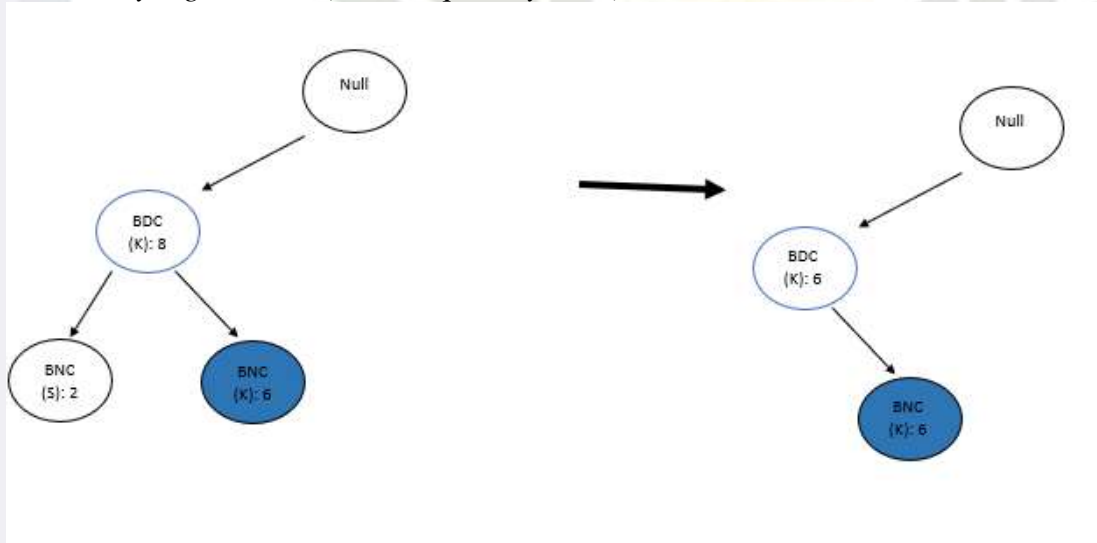 Null
BDC
(K): 8
BNC
(S): 2
BNC
(K): 6
Null
BDC
(K): 6
BNC
(K): 6